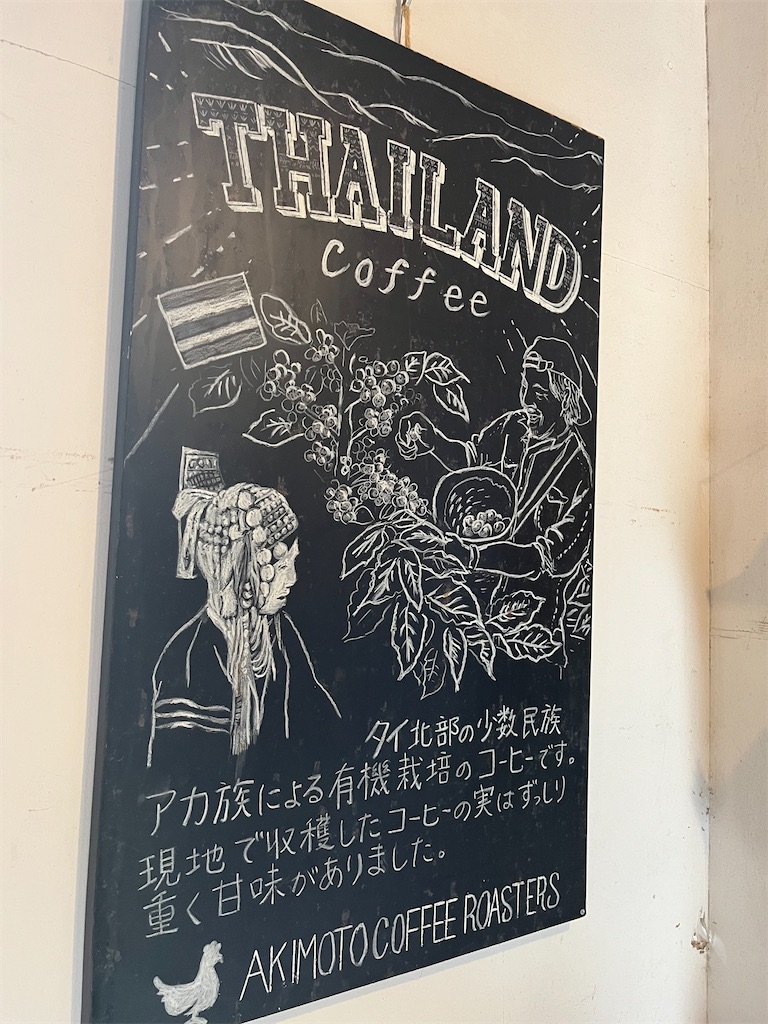 THAILAND
Coffee
タイ北部の少数民族
アカ族による有機栽培のコーヒーです。
現地で収穫したコーヒーの実はずっしり
重く甘味がありました。
AKIMOTO COFFEE ROASTERS